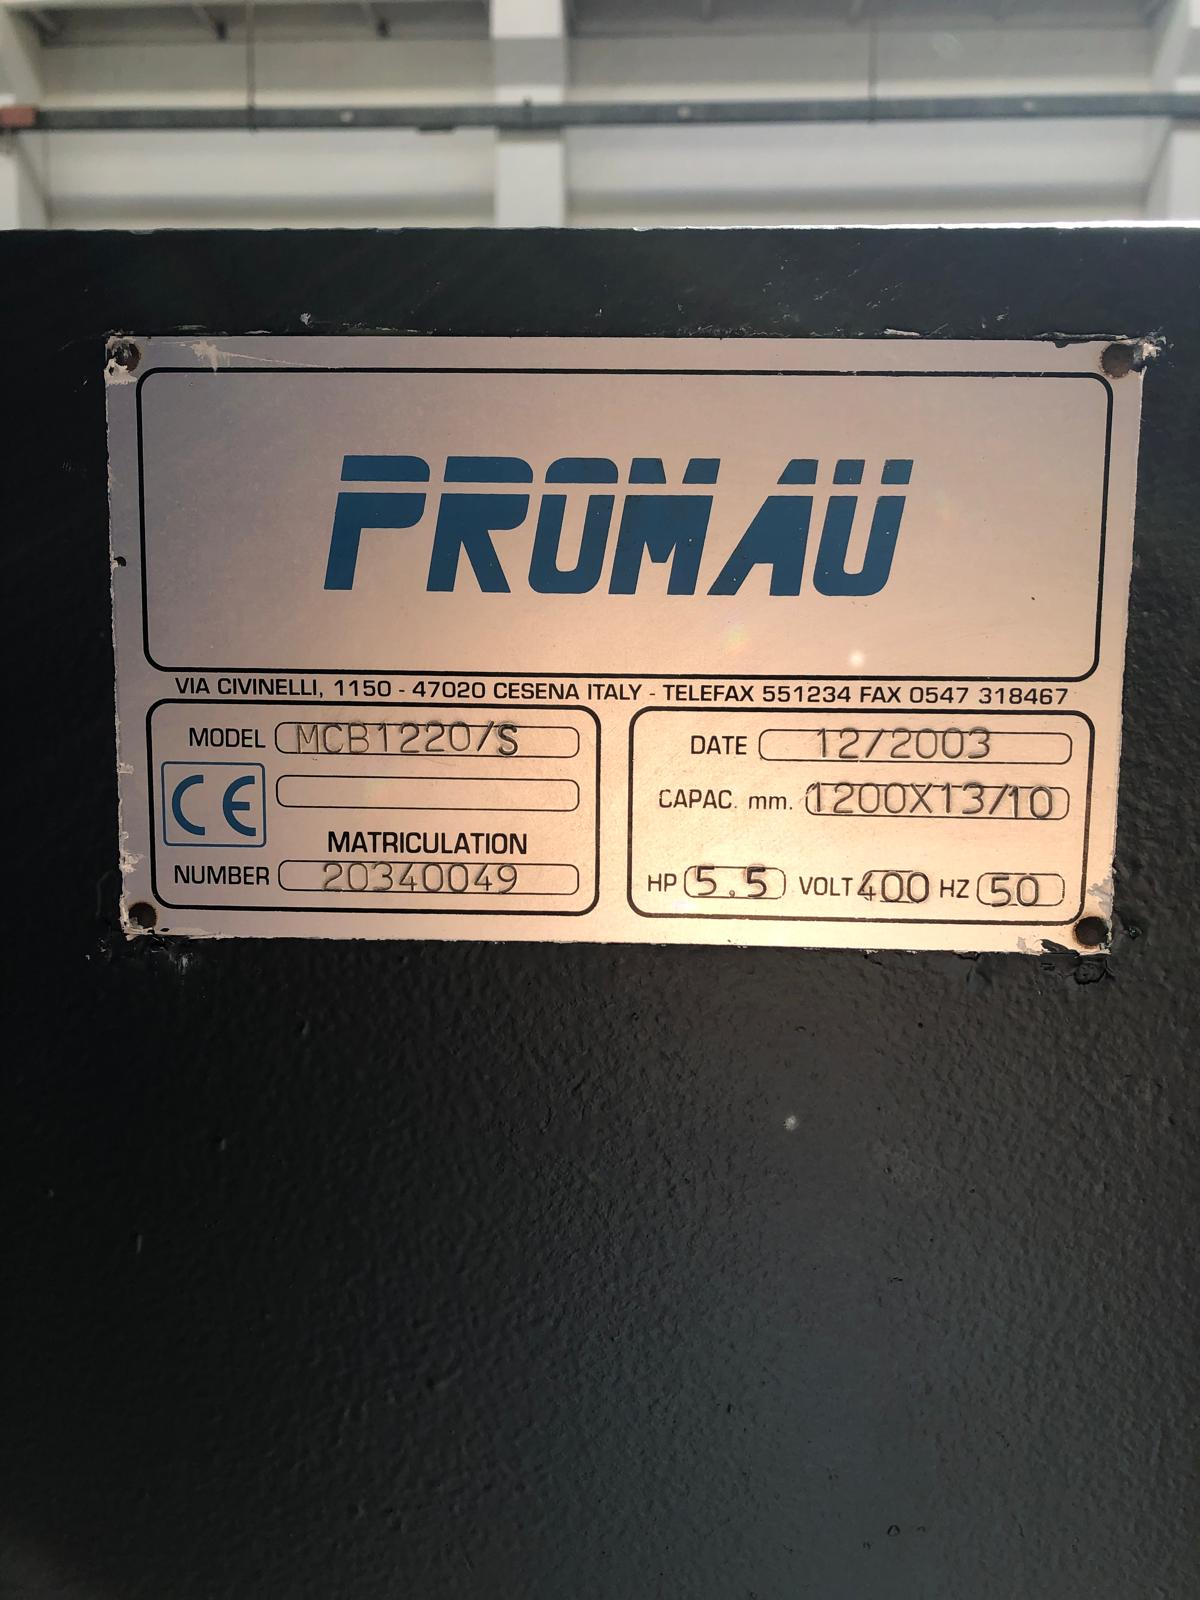 PROMAU
VIA CIVINELLI, 1150 - 47020 CESENA ITALY - TELEFAX 551234 FAX 0547 318467
MODEL MCB1220/S
CE
MATRICULATION
NUMBER 20340049
DATE 12/2003
CAPAC. mm. 1200X13/10
HP 5.5 VOLT 400 HZ 50